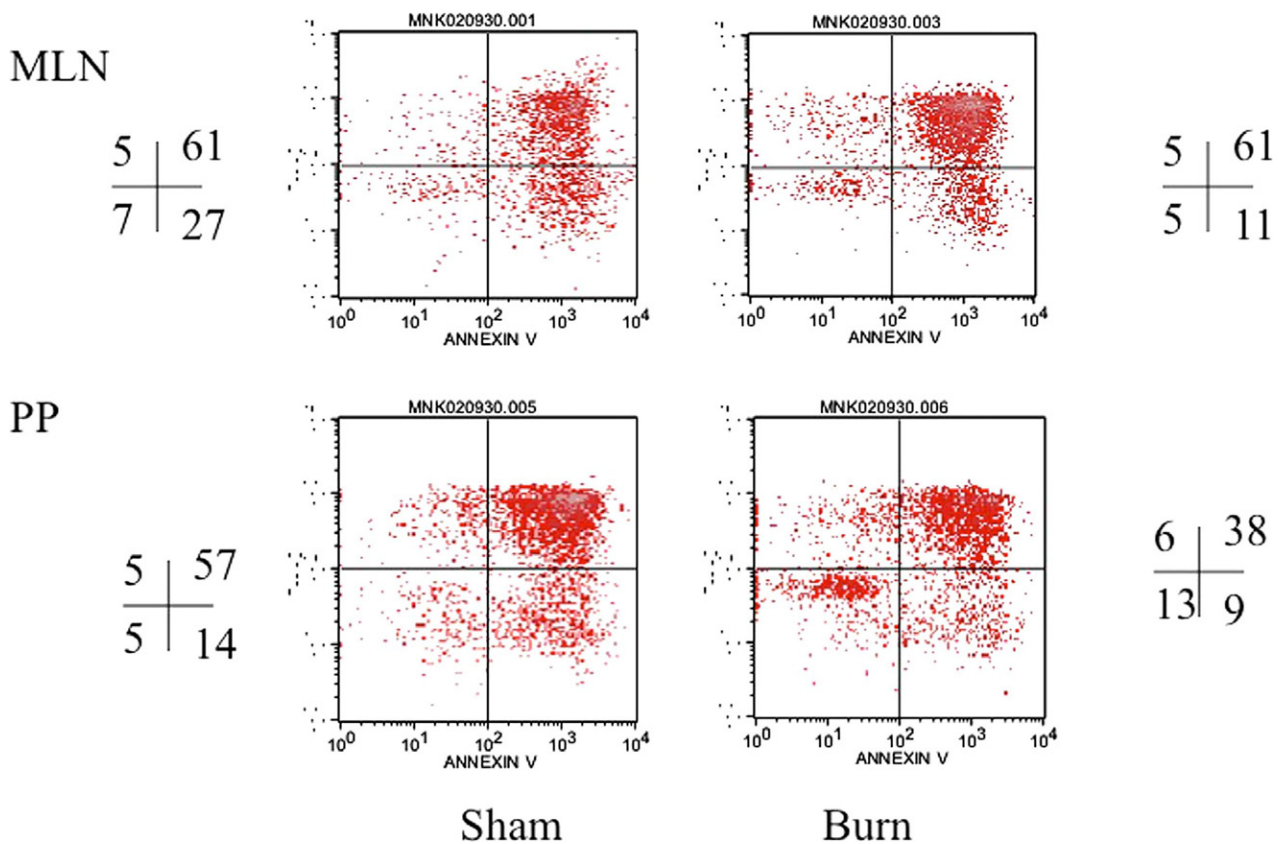 MNK020930.001
MNK020930.003
MLN
5 61
7 27
5 61
5 11
10^0 10^1 10^2 10^3 10^4
ANNEXIN V
10^0 10^1 10^2 10^3 10^4
ANNEXIN V
MNK020930.005
MNK020930.006
PP
5 57
5 14
6 38
13 9
10^0 10^1 10^2 10^3 10^4
ANNEXIN V
10^0 10^1 10^2 10^3 10^4
ANNEXIN V
Sham
Burn